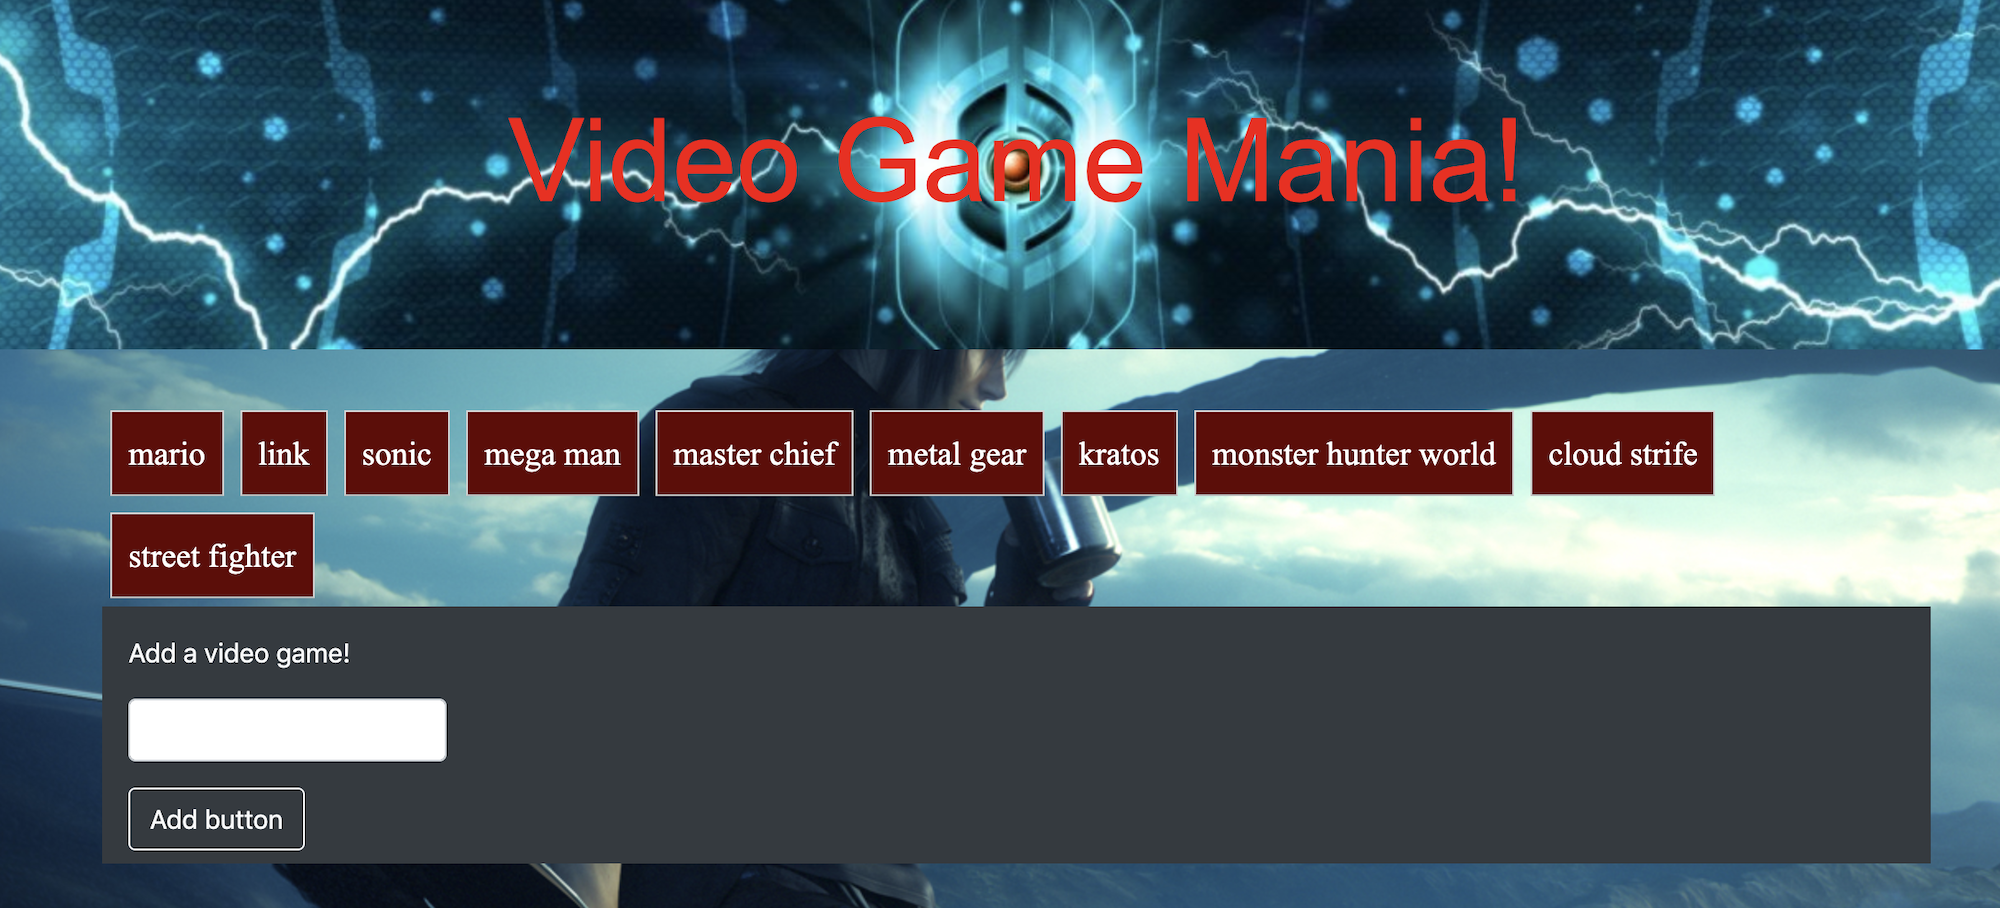 Video Game Mania!
mario link sonic mega man master chief metal gear kratos monster hunter world cloud strife
street fighter
Add a video game!
Add button